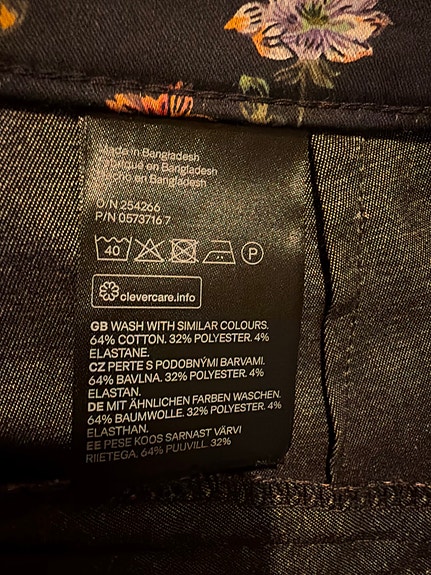 Made in Bangladesh
Fabriqué en Bangladesh
Hecho en Bangladesh
O/N 254266
P/N 0573716 7
40
P
clevercare.info
GB WASH WITH SIMILAR COLOURS.
64% COTTON. 32% POLYESTER. 4%
ELASTANE.
CZ PERTE S PODOBNÝMI BARVAMI.
64% BAVLNA. 32% POLYESTER. 4%
ELASTAN.
DE MIT ÄHNLICHEN FARBEN WASCHEN.
64% BAUMWOLLE. 32% POLYESTER. 4%
ELASTHAN.
EE PESE KOOS SARNAST VÄRVI
RIIETEGA. 64% PUUVILL. 32%